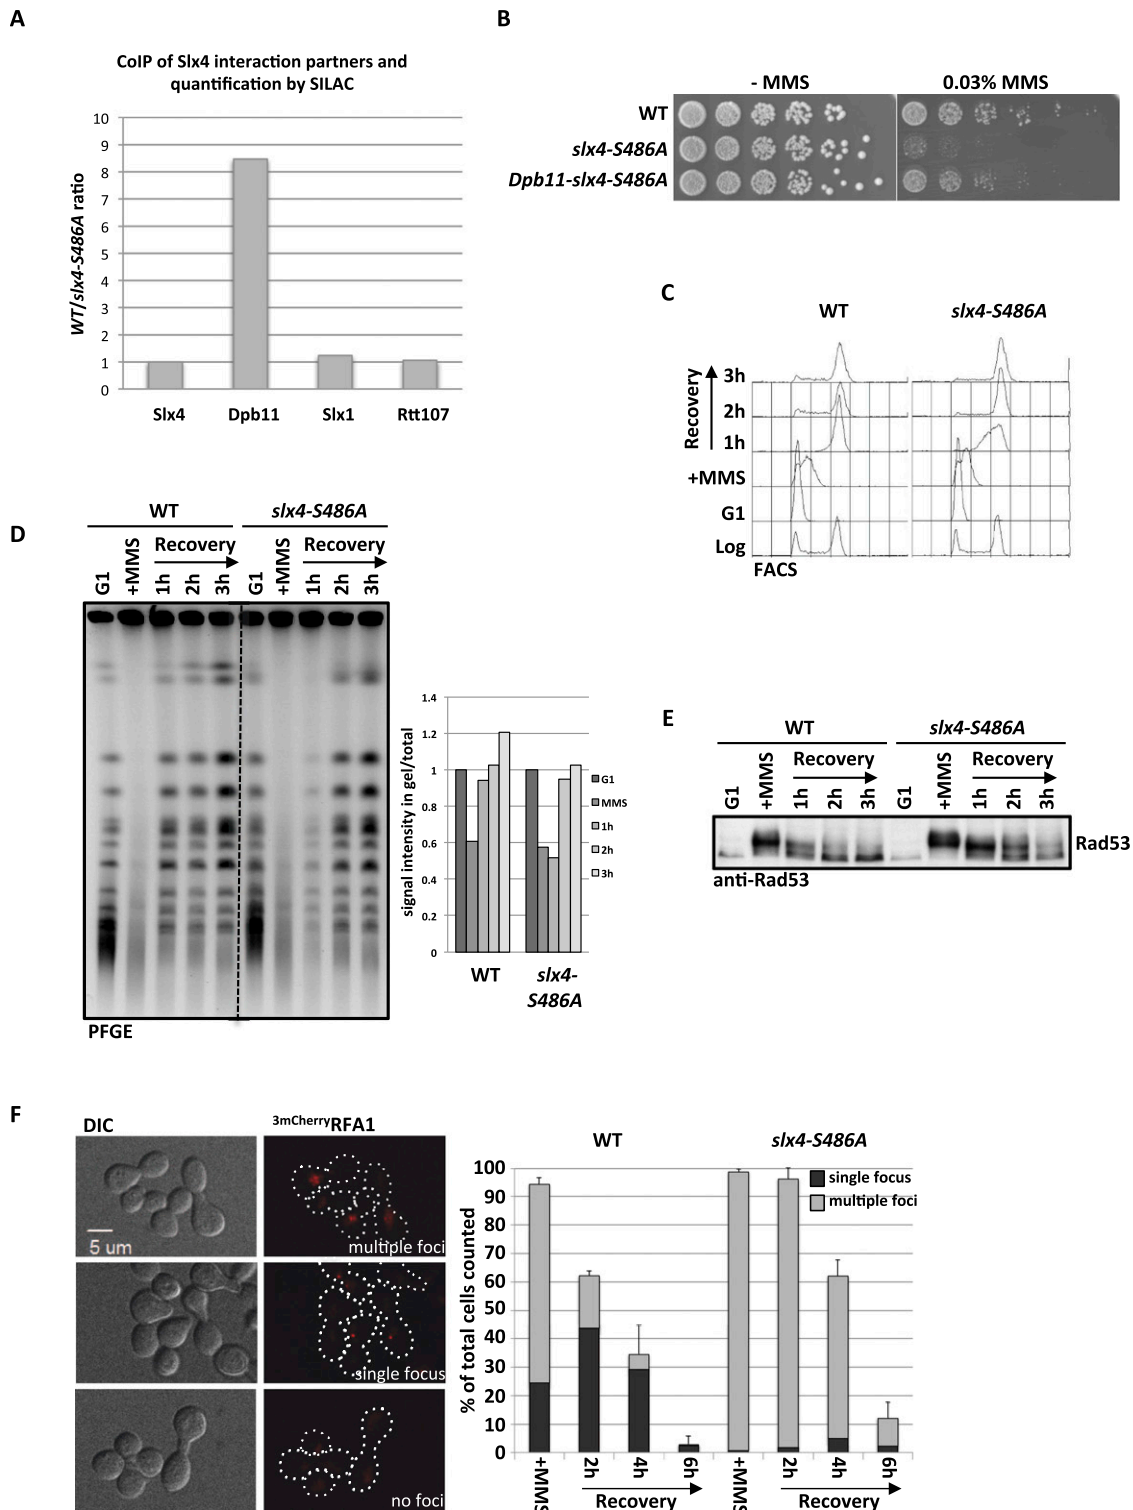 A
CoIP of Slx4 interaction partners and
quantification by SILAC
WT/slx4-S486A ratio
10
9
8
7
6
5
4
3
2
1
0
Slx4 Dpb11 Slx1 Rtt107
B
- MMS 0.03% MMS
WT
slx4-S486A
Dpb11-slx4-S486A
C
WT slx4-S486A
Recovery
3h
2h
1h
+MMS
G1
Log
FACS
D
WT slx4-S486A
Recovery Recovery
G1 +MMS 1h 2h 3h G1 +MMS 1h 2h 3h
PFGE
signal intensity in gel/total
1.4
1.2
1
0.8
0.6
0.4
0.2
0
G1
MMS
1h
2h
3h
WT slx4-
S486A
E
WT slx4-S486A
Recovery Recovery
G1 +MMS 1h 2h 3h G1 +MMS 1h 2h 3h
Rad53
anti-Rad53
F
DIC 3mCherryRFA1
5 um
multiple foci
single focus
no foci
WT slx4-S486A
% of total cells counted
100
90
80
70
60
50
40
30
20
10
0
single focus
multiple foci
+MMS 2h 4h 6h +MMS 2h 4h 6h
Recovery Recovery